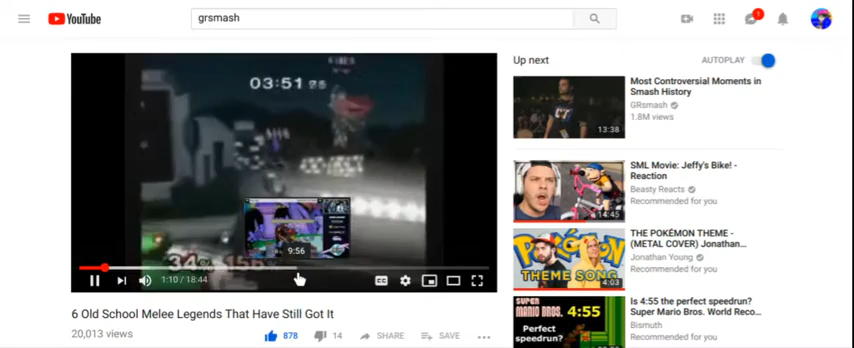 YouTube
grsmash
1
03:51
9:56
1:10 / 18:44
CC
6 Old School Melee Legends That Have Still Got It
20,013 views
878
14
SHARE
SAVE
Up next
AUTOPLAY
Most Controversial Moments in
Smash History
GRsmash
1.8M views
13:38
SML Movie: Jeffy's Bike! -
Reaction
Beasty Reacts
Recommended for you
14:45
THE POKÉMON THEME -
(METAL COVER) Jonathan...
Jonathan Young
Recommended for you
POKÉMON
THEME SONG
4:03
Is 4:55 the perfect speedrun?
Super Mario Bros. World Reco...
Bismuth
Recommended for you
SUPER
MARIO BROS.
4:55
Perfect
speedrun?